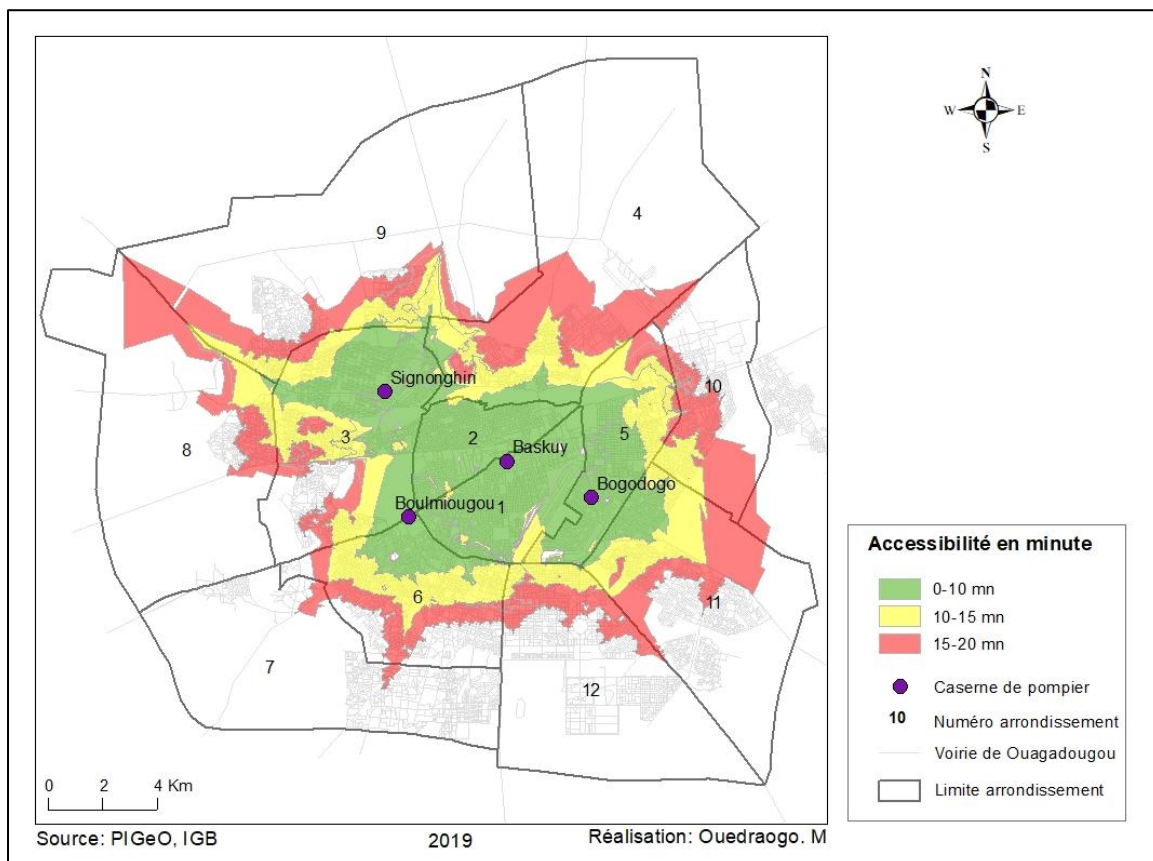 N
W E
S
4
9
10
Signonghin
8
3
2
5
Baskuy
Bogodogo
Boulmiougou
1
6
11
7
12
0 2 4 Km
Source: PIGeO, IGB
2019
Réalisation: Ouedraogo. M
Accessibilité en minute
0-10 mn
10-15 mn
15-20 mn
Caserne de pompier
10 Numéro arrondissement
Voirie de Ouagadougou
Limite arrondissement